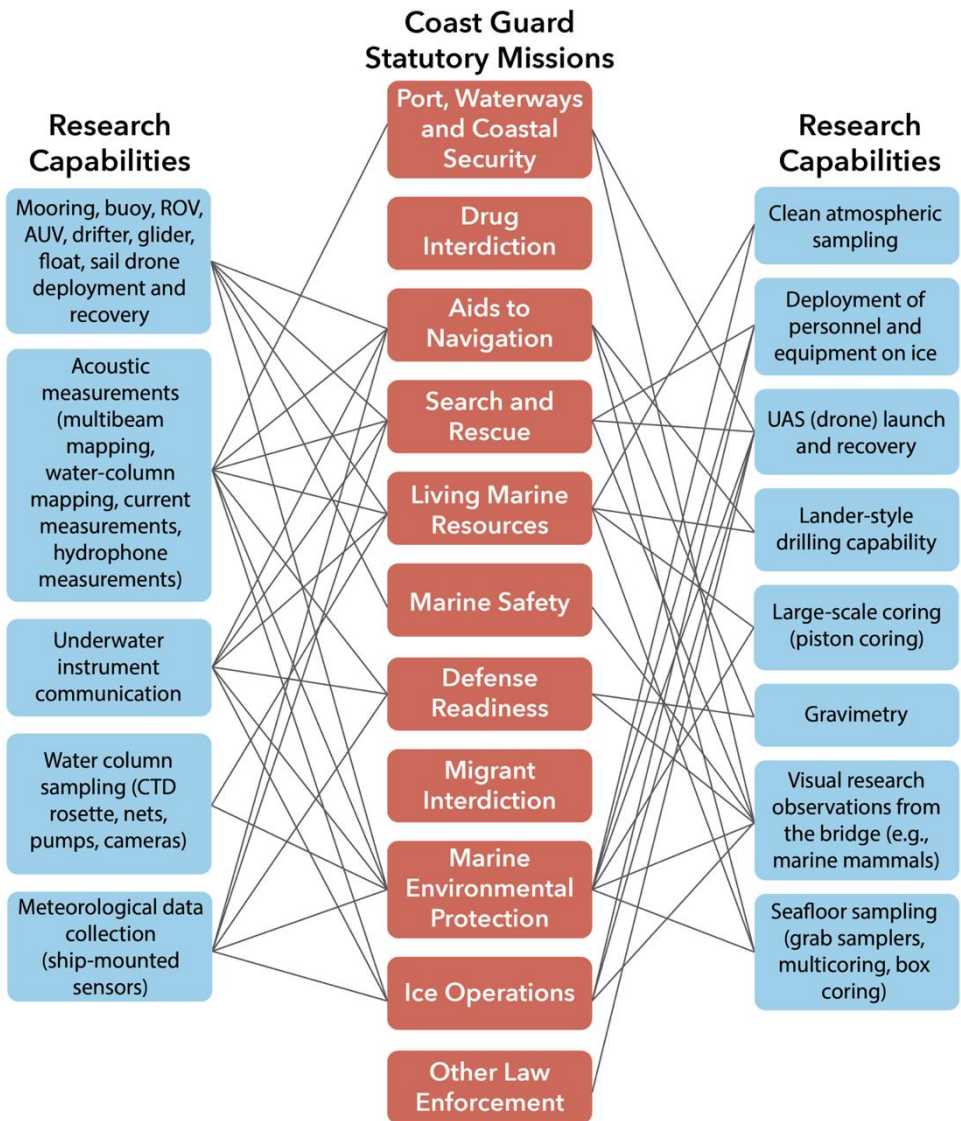 Coast Guard
Statutory Missions
Research
Capabilities
Mooring, buoy, ROV,
AUV, drifter, glider,
float, sail drone
deployment and
recovery
Acoustic
measurements
(multibeam
mapping,
water-column
mapping, current
measurements,
hydrophone
measurements)
Underwater
instrument
communication
Water column
sampling (CTD
rosette, nets,
pumps, cameras)
Meteorological data
collection
(ship-mounted
sensors)
Port, Waterways
and Coastal
Security
Drug
Interdiction
Aids to
Navigation
Search and
Rescue
Living Marine
Resources
Marine Safety
Defense
Readiness
Migrant
Interdiction
Marine
Environmental
Protection
Ice Operations
Other Law
Enforcement
Research
Capabilities
Clean atmospheric
sampling
Deployment of
personnel and
equipment on ice
UAS (drone) launch
and recovery
Lander-style
drilling capability
Large-scale coring
(piston coring)
Gravimetry
Visual research
observations from
the bridge (e.g.,
marine mammals)
Seafloor sampling
(grab samplers,
multicoring, box
coring)